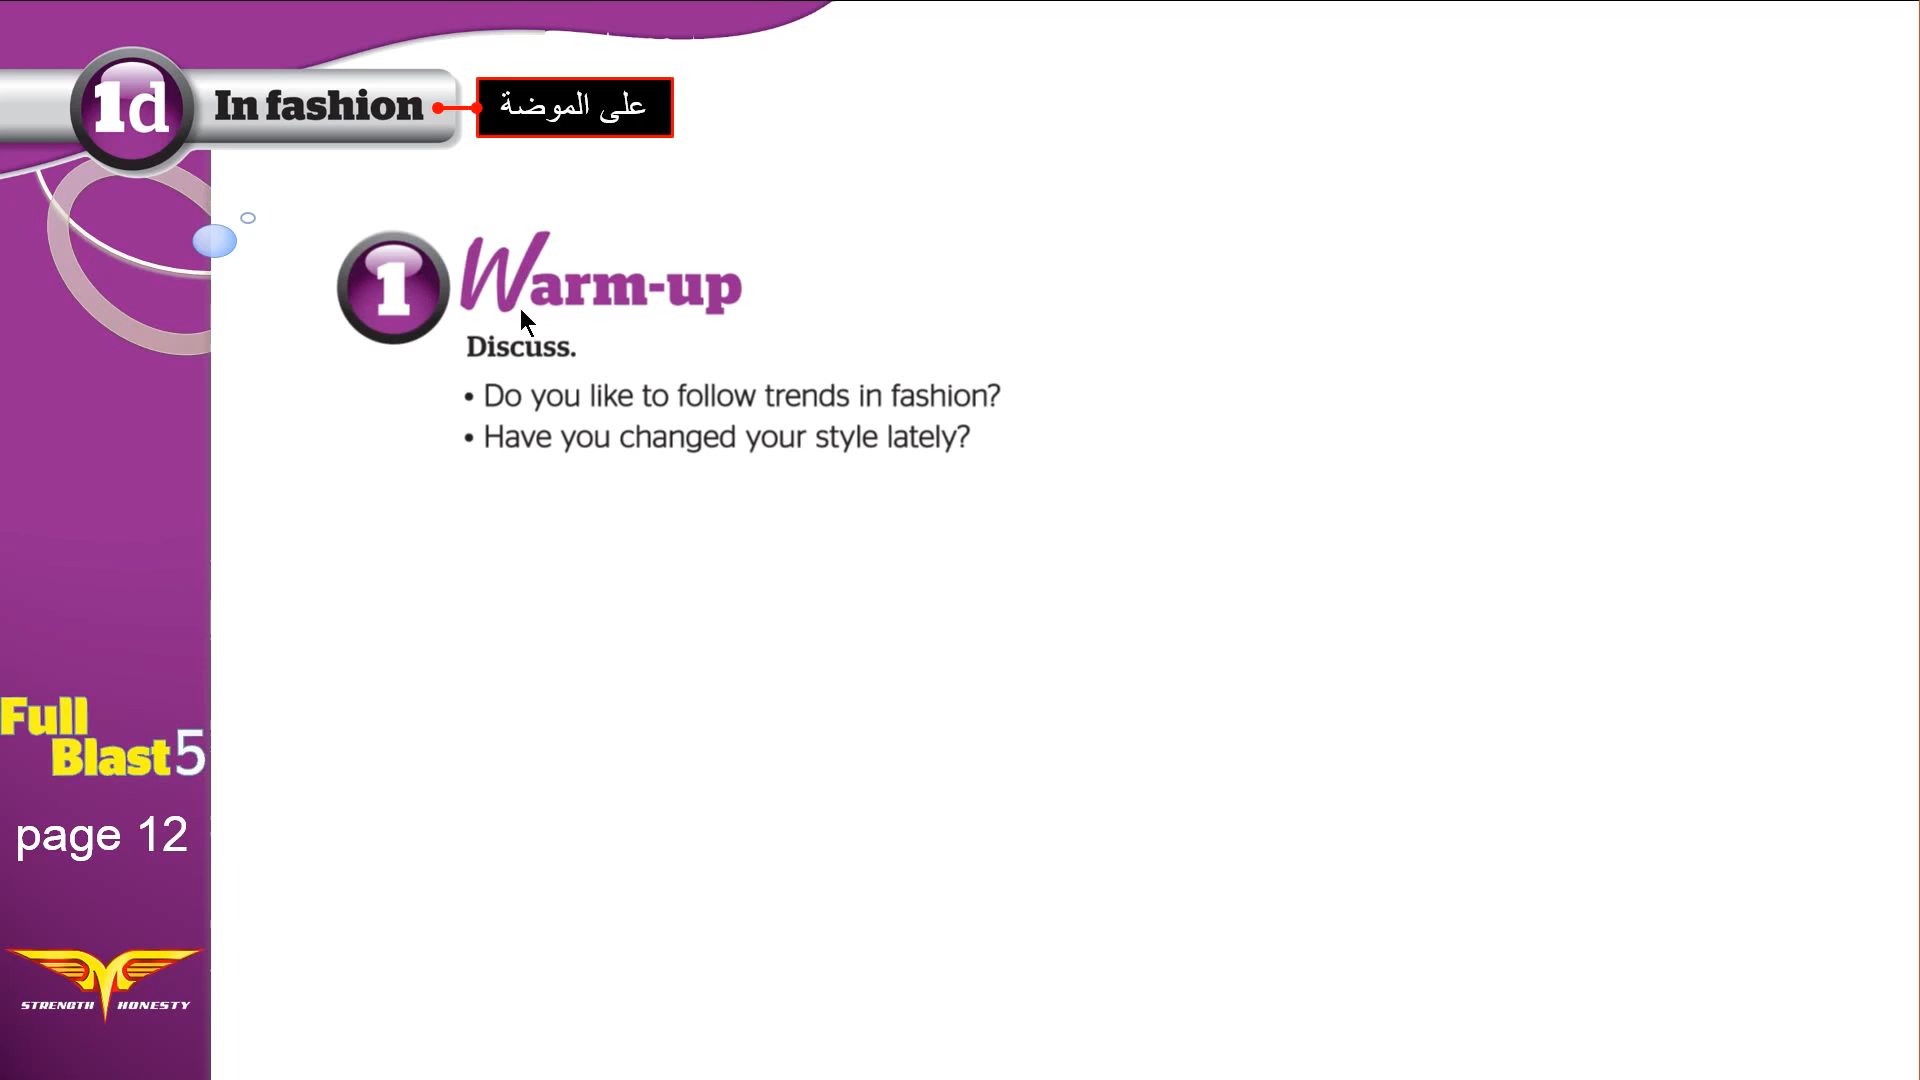 1d In fashion
على الموضة
1 Warm-up
Discuss.
• Do you like to follow trends in fashion?
• Have you changed your style lately?
Full
Blast 5
page 12
STRENGTH HONESTY